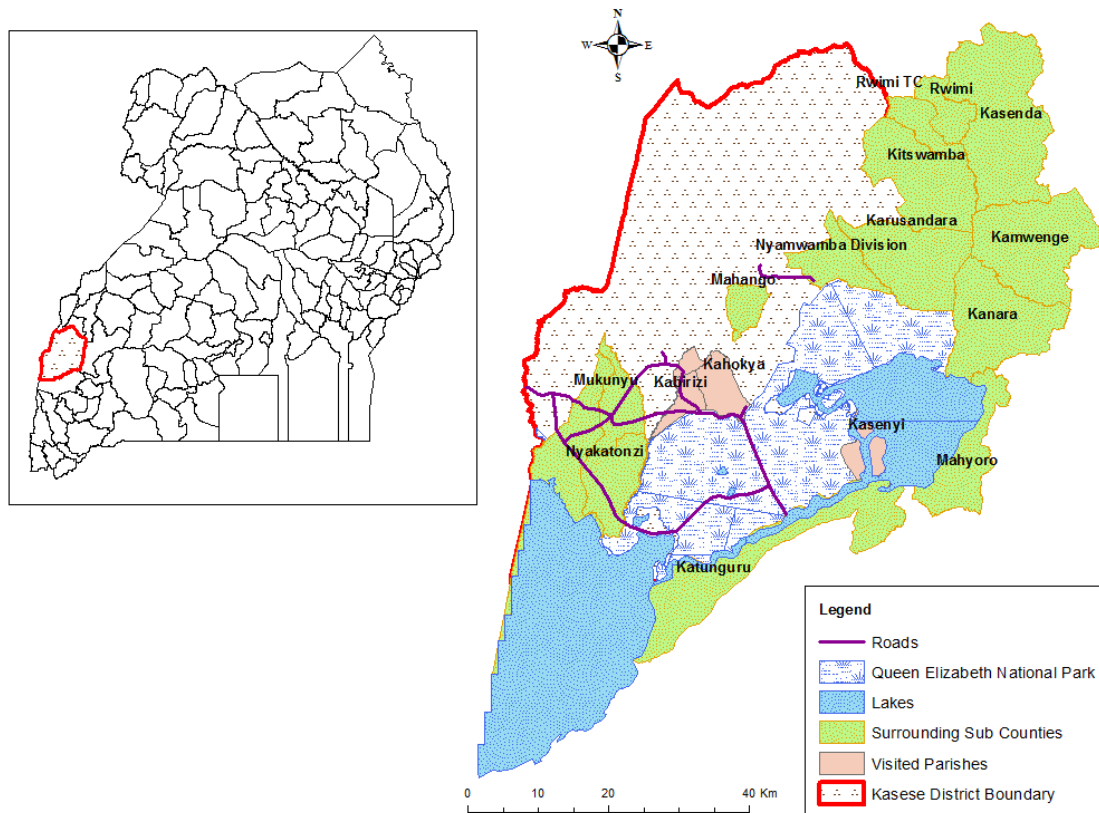 N
W E
S
Rwimi TC
Rwimi
Kasenda
Kitswamba
Karusandara
Kamwenge
Nyamwamba Division
Mahango
Kanara
Kahokya
Mukunyu
Kabirizi
Kasenyi
Nyakatonzi
Mahyoro
Katunguru
Legend
Roads
Queen Elizabeth National Park
Lakes
Surrounding Sub Counties
Visited Parishes
Kasese District Boundary
0 10 20 40 Km